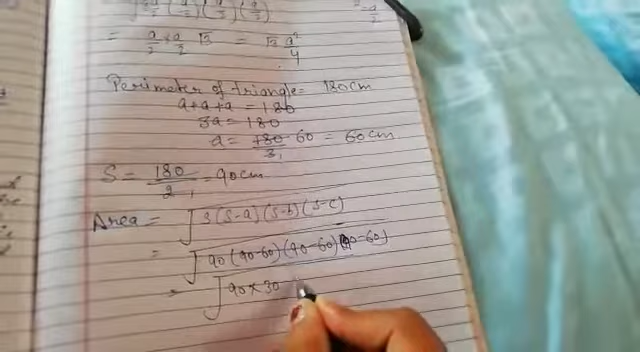 = a/2 × a/2 √3 = √3 a²/4
Perimeter of triangle = 180cm
a+a+a = 180
3a = 180
a = 180/3 60 = 60cm
S = 180/2 = 90cm
Area = √s(s-a)(s-b)(s-c)
= √90(90-60)(90-60)(90-60)
= √90×30